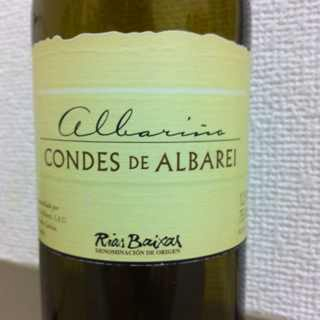 Albariño
CONDES DE ALBAREI
Rías Baixas
DENOMINACIÓN DE ORIGEN